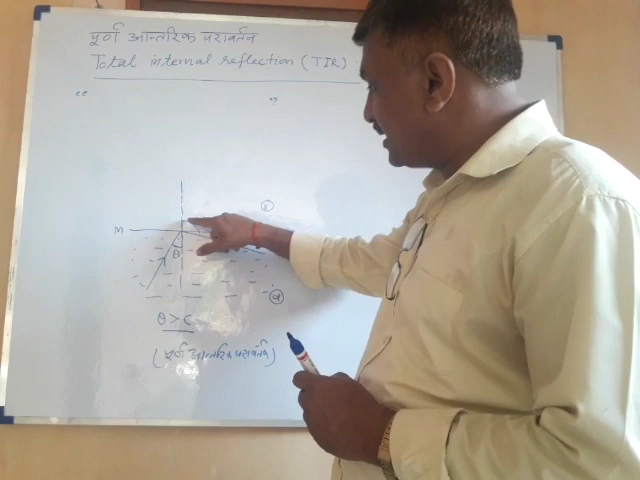 पूर्ण आन्तरिक परावर्तन
Total internal reflection (TIR) :
“ ”
M
θ
θ > C
(पूर्ण आन्तरिक परावर्तन)